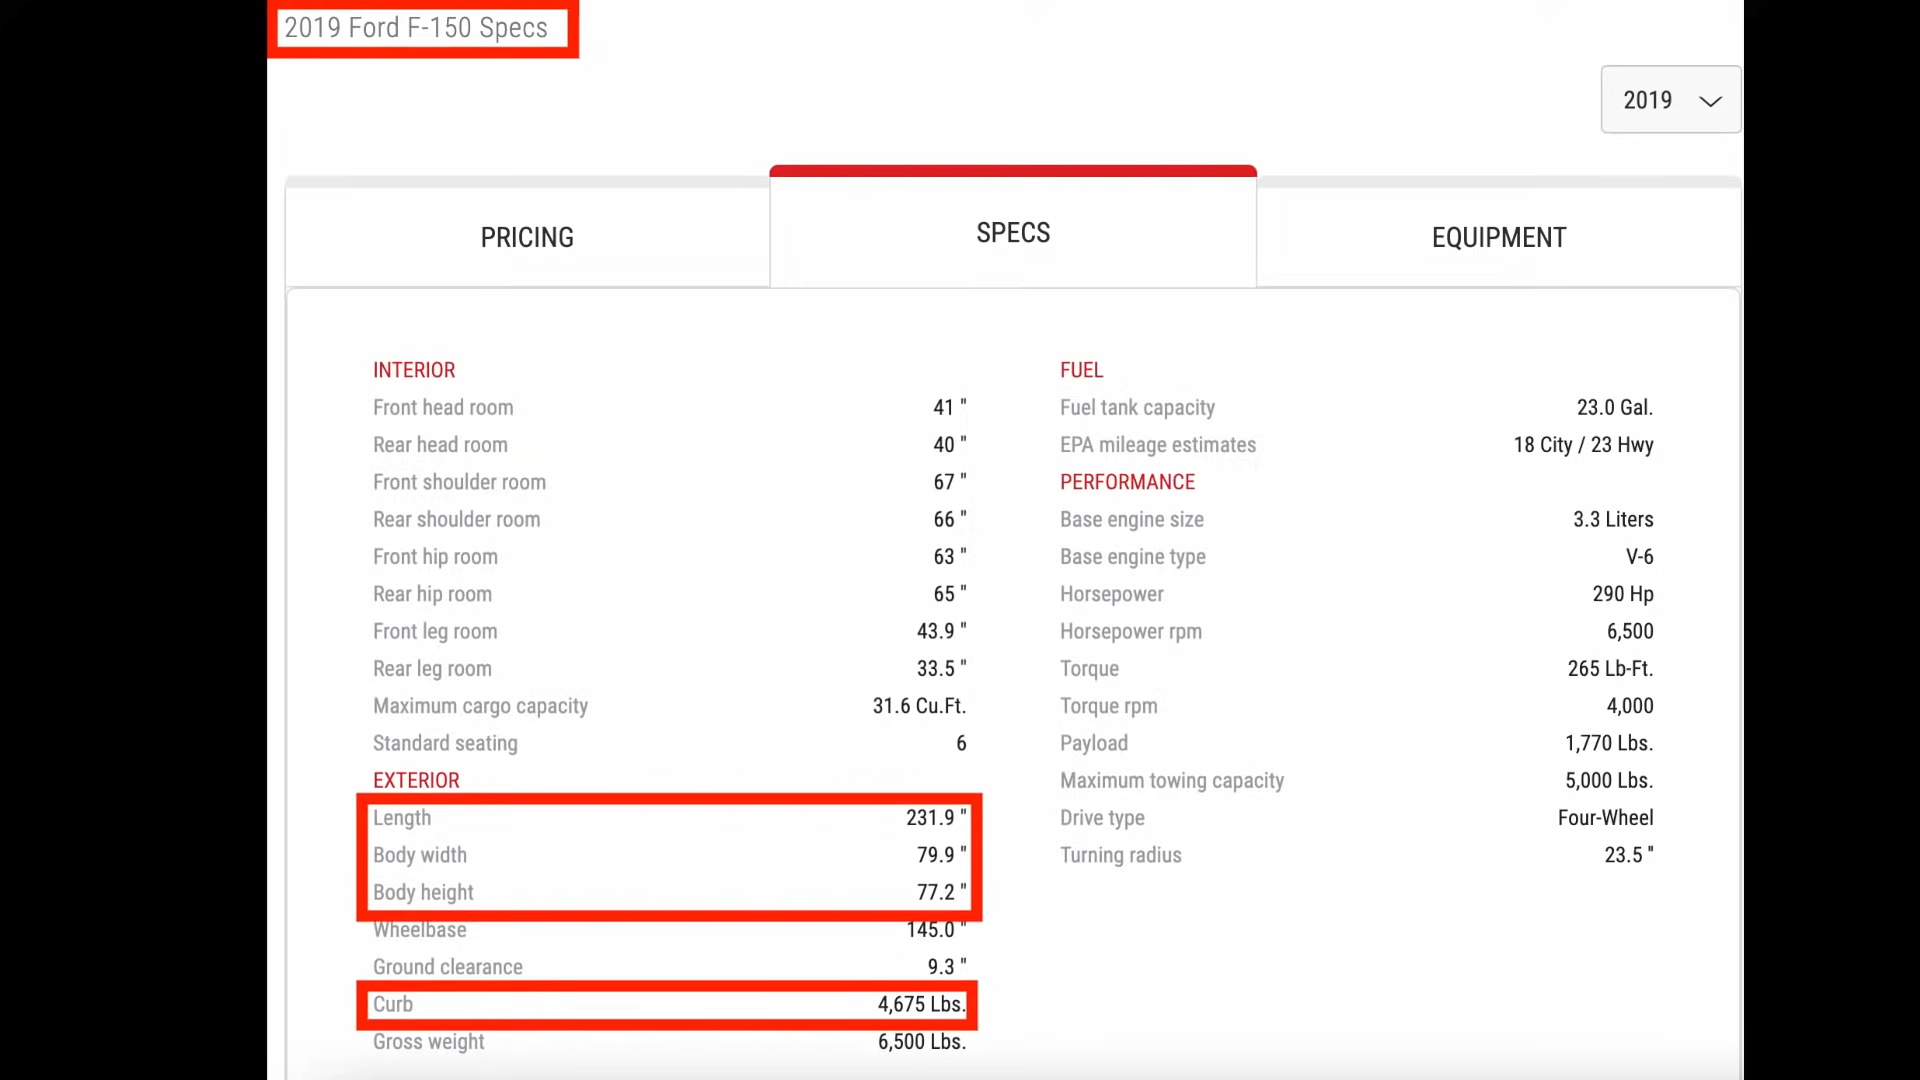 2019 Ford F-150 Specs
2019
PRICING
SPECS
EQUIPMENT
INTERIOR
Front head room 41 "
Rear head room 40 "
Front shoulder room 67 "
Rear shoulder room 66 "
Front hip room 63 "
Rear hip room 65 "
Front leg room 43.9 "
Rear leg room 33.5 "
Maximum cargo capacity 31.6 Cu.Ft.
Standard seating 6
EXTERIOR
Length 231.9 "
Body width 79.9 "
Body height 77.2 "
Wheelbase 145.0 "
Ground clearance 9.3 "
Curb 4,675 Lbs.
Gross weight 6,500 Lbs.
FUEL
Fuel tank capacity 23.0 Gal.
EPA mileage estimates 18 City / 23 Hwy
PERFORMANCE
Base engine size 3.3 Liters
Base engine type V-6
Horsepower 290 Hp
Horsepower rpm 6,500
Torque 265 Lb-Ft.
Torque rpm 4,000
Payload 1,770 Lbs.
Maximum towing capacity 5,000 Lbs.
Drive type Four-Wheel
Turning radius 23.5 "